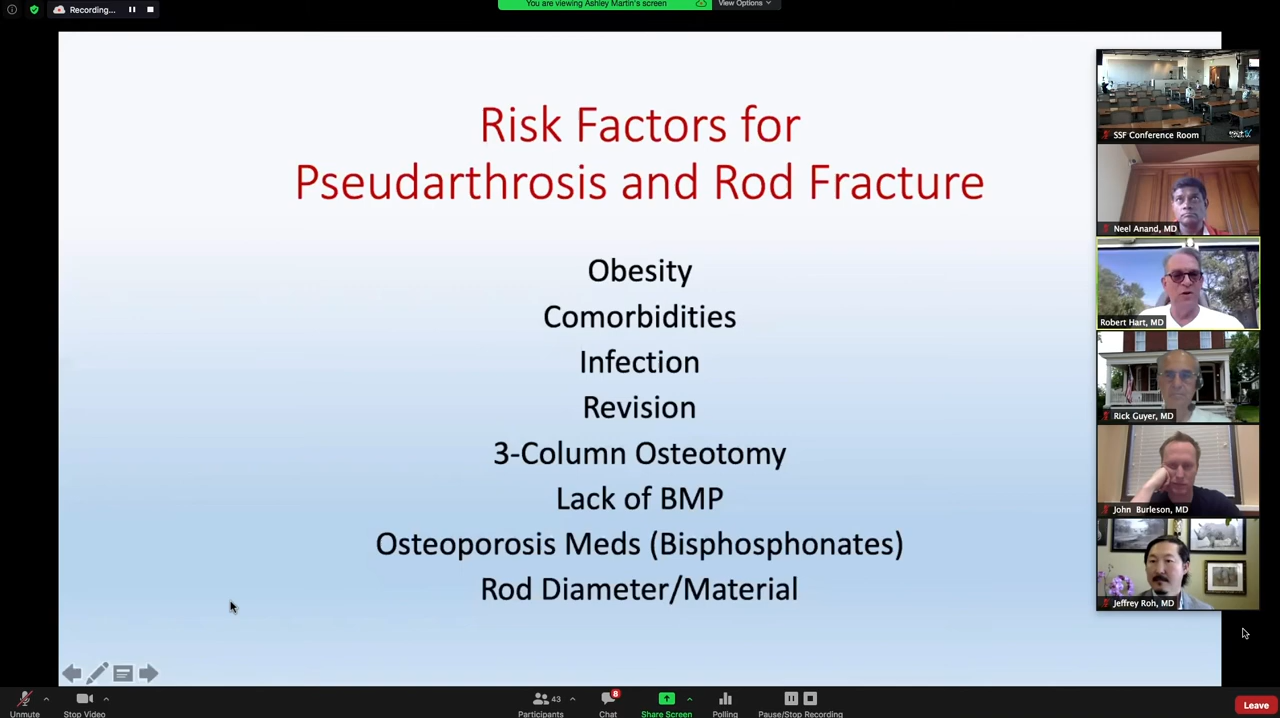 Recording...
You are viewing Ashley Martin's screen
View Options
Risk Factors for
Pseudarthrosis and Rod Fracture
Obesity
Comorbidities
Infection
Revision
3-Column Osteotomy
Lack of BMP
Osteoporosis Meds (Bisphosphonates)
Rod Diameter/Material
SSF Conference Room
Neel Anand, MD
Robert Hart, MD
Rick Guyer, MD
John Burleson, MD
Jeffrey Roh, MD
Unmute
Stop Video
43
Participants
8
Chat
Share Screen
Polling
Pause/Stop Recording
Leave